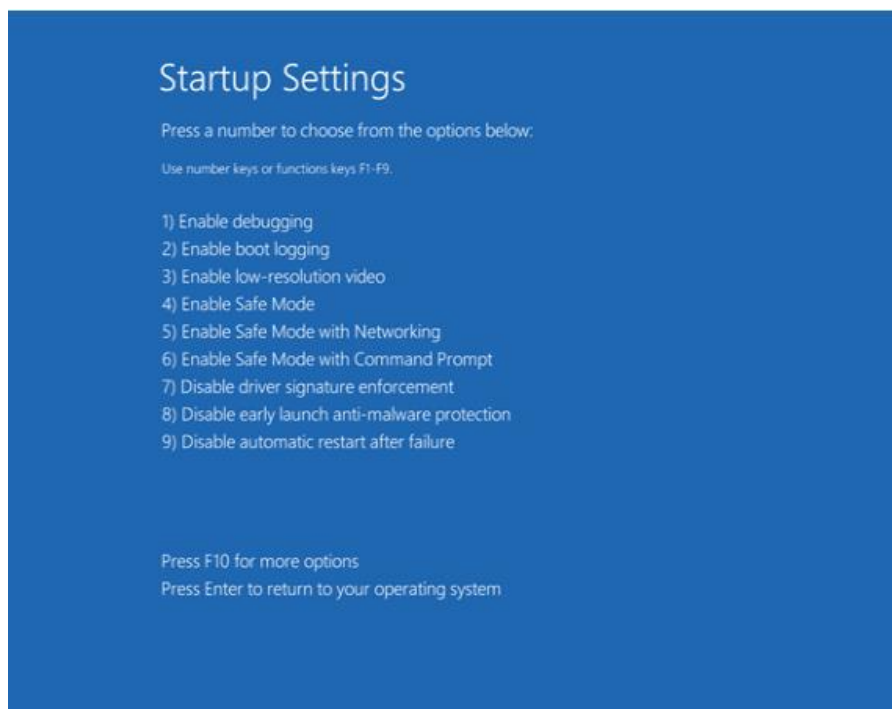 Startup Settings
Press a number to choose from the options below:
Use number keys or functions keys F1-F9.
1) Enable debugging
2) Enable boot logging
3) Enable low-resolution video
4) Enable Safe Mode
5) Enable Safe Mode with Networking
6) Enable Safe Mode with Command Prompt
7) Disable driver signature enforcement
8) Disable early launch anti-malware protection
9) Disable automatic restart after failure
Press F10 for more options
Press Enter to return to your operating system